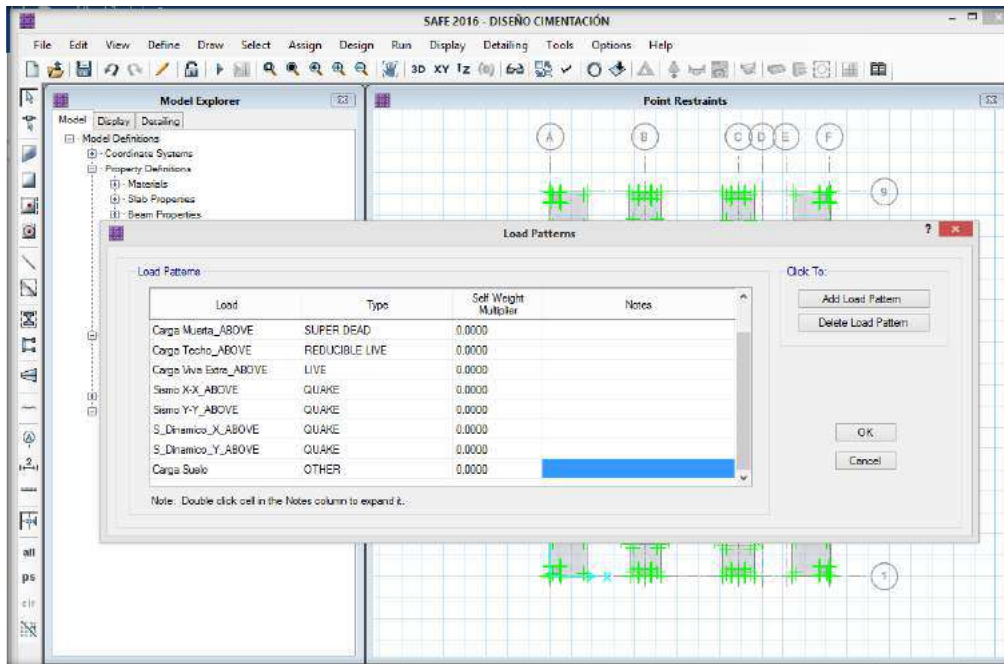 SAFE 2016 - DISEÑO CIMENTACIÓN
File Edit View Define Draw Select Assign Design Run Display Detailing Tools Options Help
3D XY
Model Explorer
Point Restraints
Model Display Detailing
Model Definitions
Coordinate Systems
Property Definitions
Materials
Slab Properties
Beam Properties
A B C D E F
9
Load Patterns
?
Load Patterns
Click To:
Load Type Self Weight Multiplier Notes
Add Load Pattern
Carga Muerta_ABOVE SUPER DEAD 0.0000
Delete Load Pattern
Carga Techo_ABOVE REDUCIBLE LIVE 0.0000
Carga Viva Extra_ABOVE LIVE 0.0000
Sismo X-X_ABOVE QUAKE 0.0000
Sismo Y-Y_ABOVE QUAKE 0.0000
S_Dinamico_X_ABOVE QUAKE 0.0000
OK
S_Dinamico_Y_ABOVE QUAKE 0.0000
Cancel
Carga Suelo OTHER 0.0000
Note: Double click cell in the Notes column to expand it.
all
ps
clr
X
1